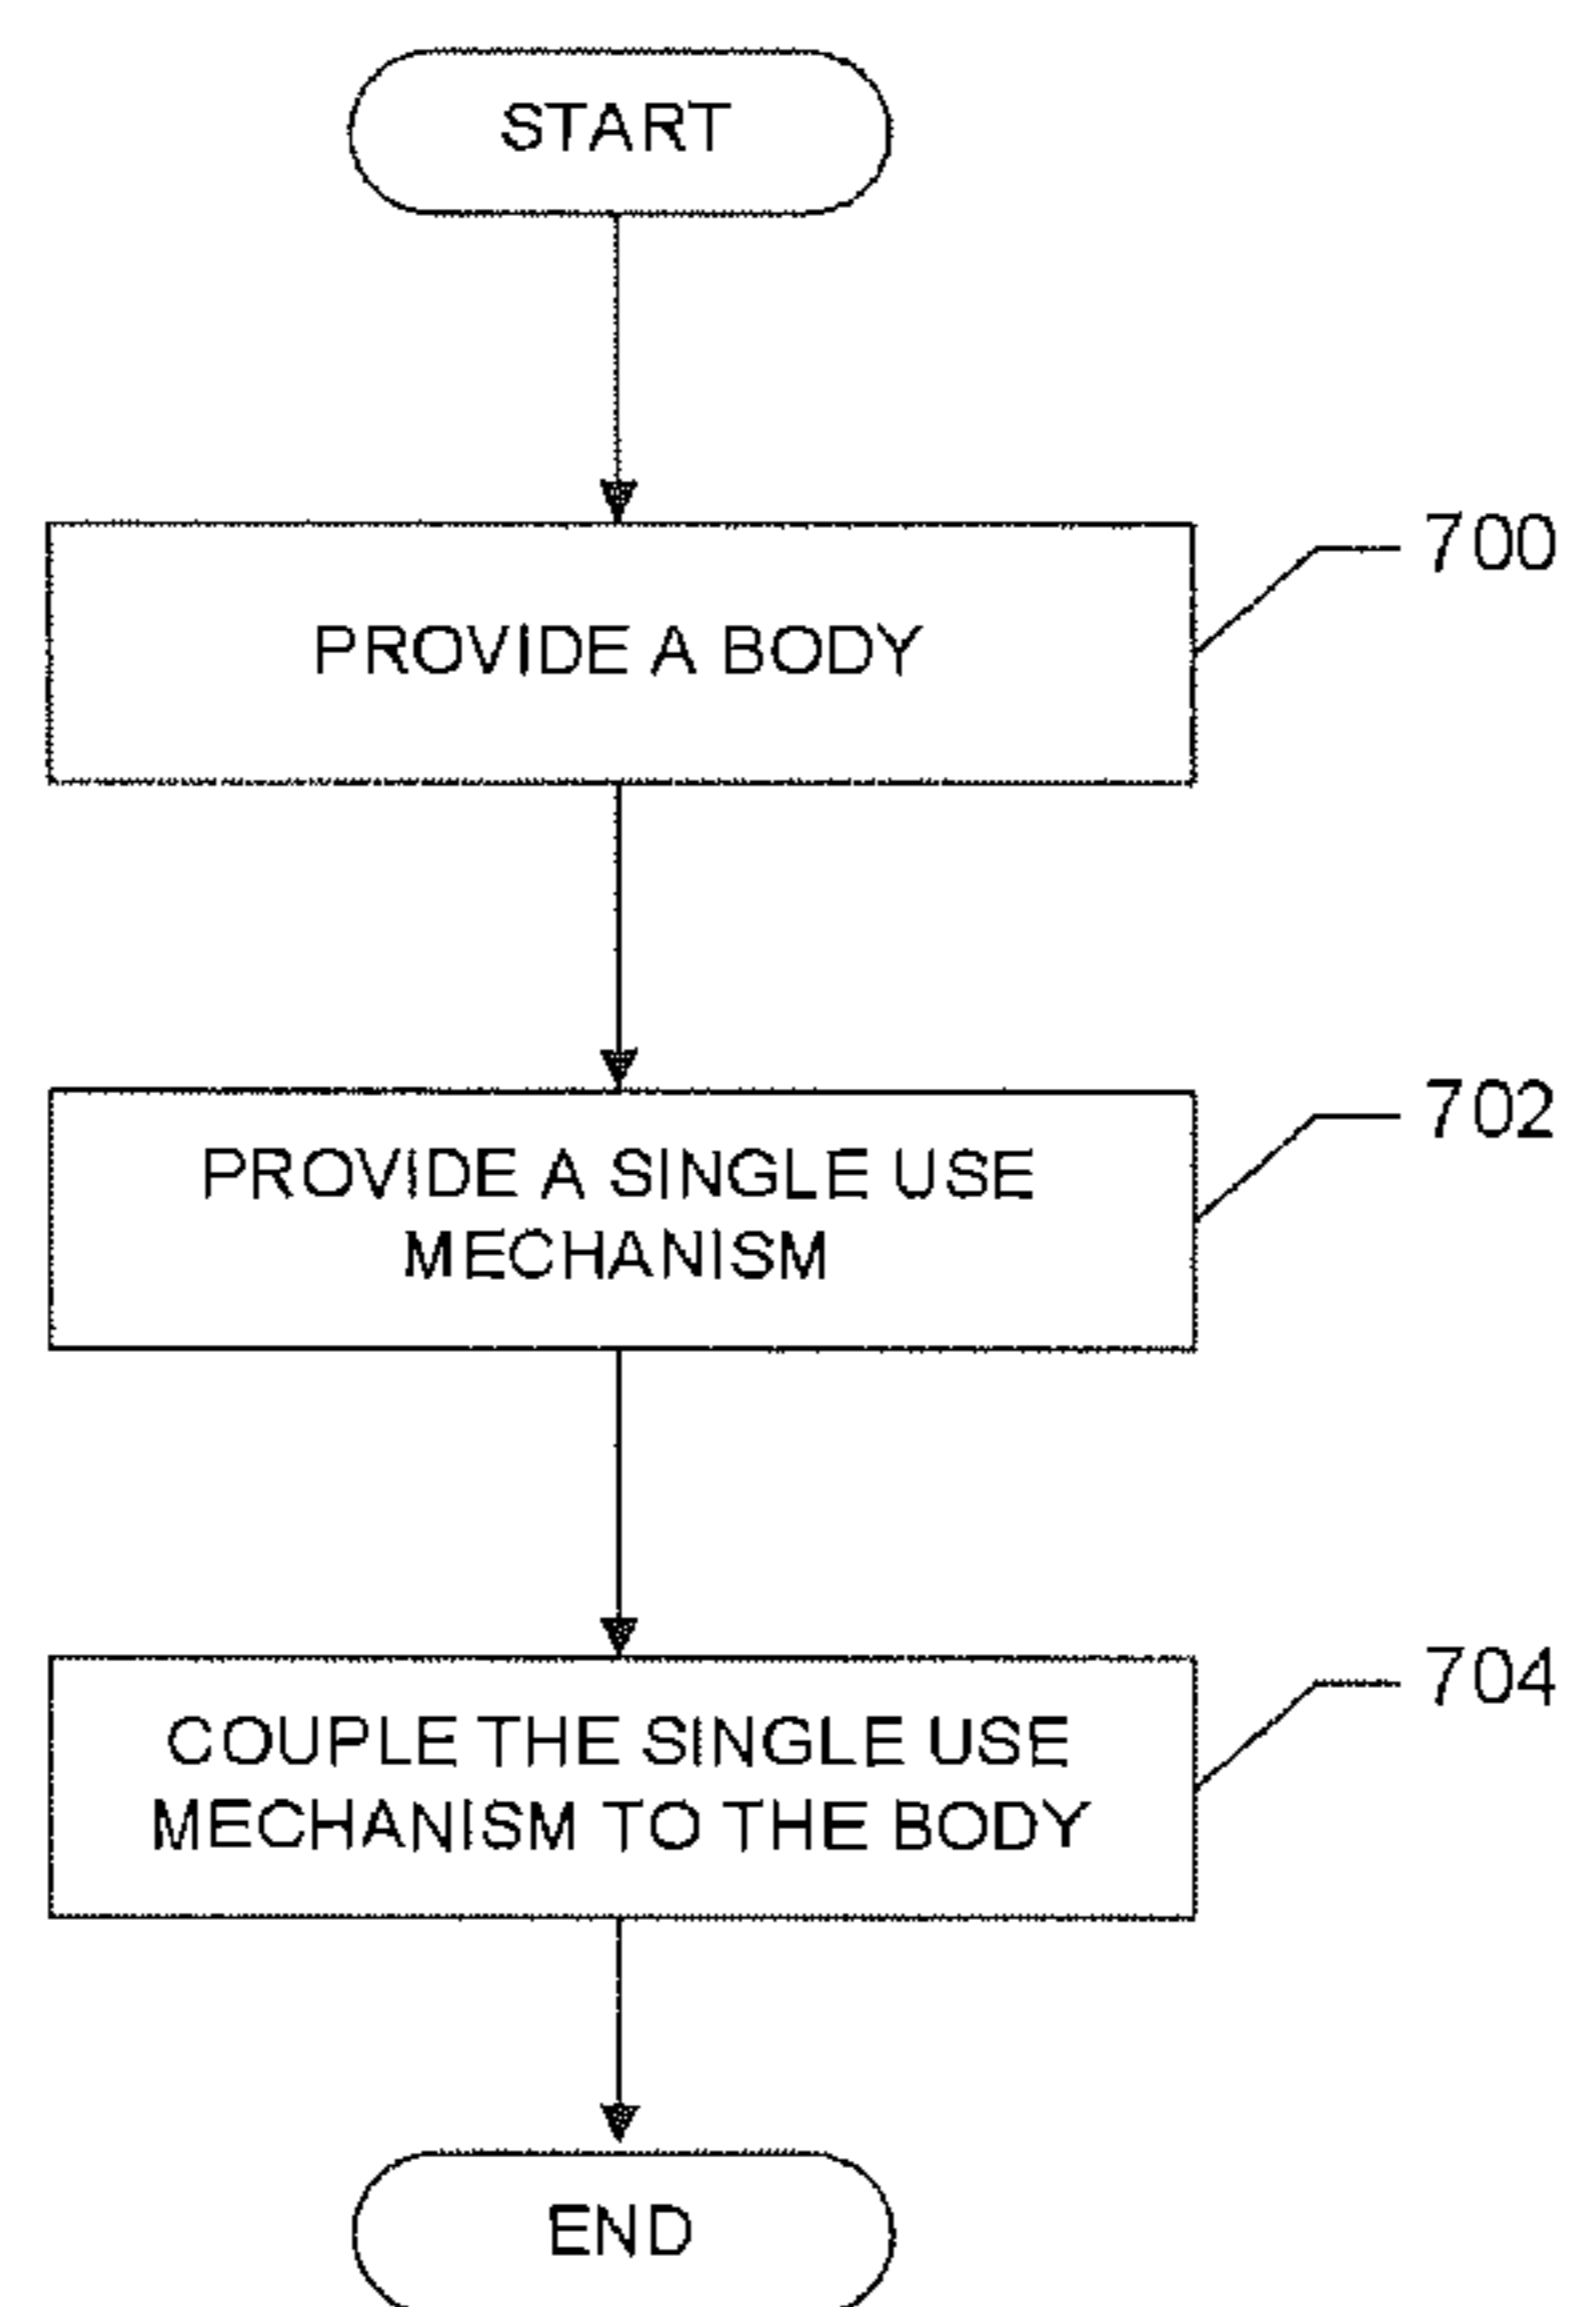 START
PROVIDE A BODY
700
PROVIDE A SINGLE USE
MECHANISM
702
COUPLE THE SINGLE USE
MECHANISM TO THE BODY
704
END